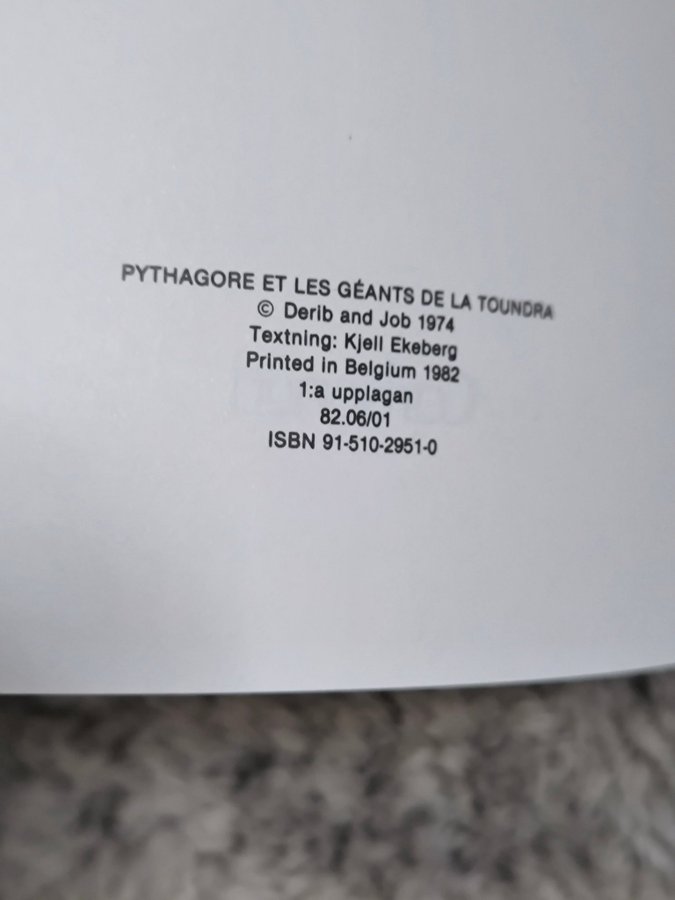 PYTHAGORE ET LES GÉANTS DE LA TOUNDRA
© Derib and Job 1974
Textning: Kjell Ekeberg
Printed in Belgium 1982
1:a upplagan
82.06/01
ISBN 91-510-2951-0